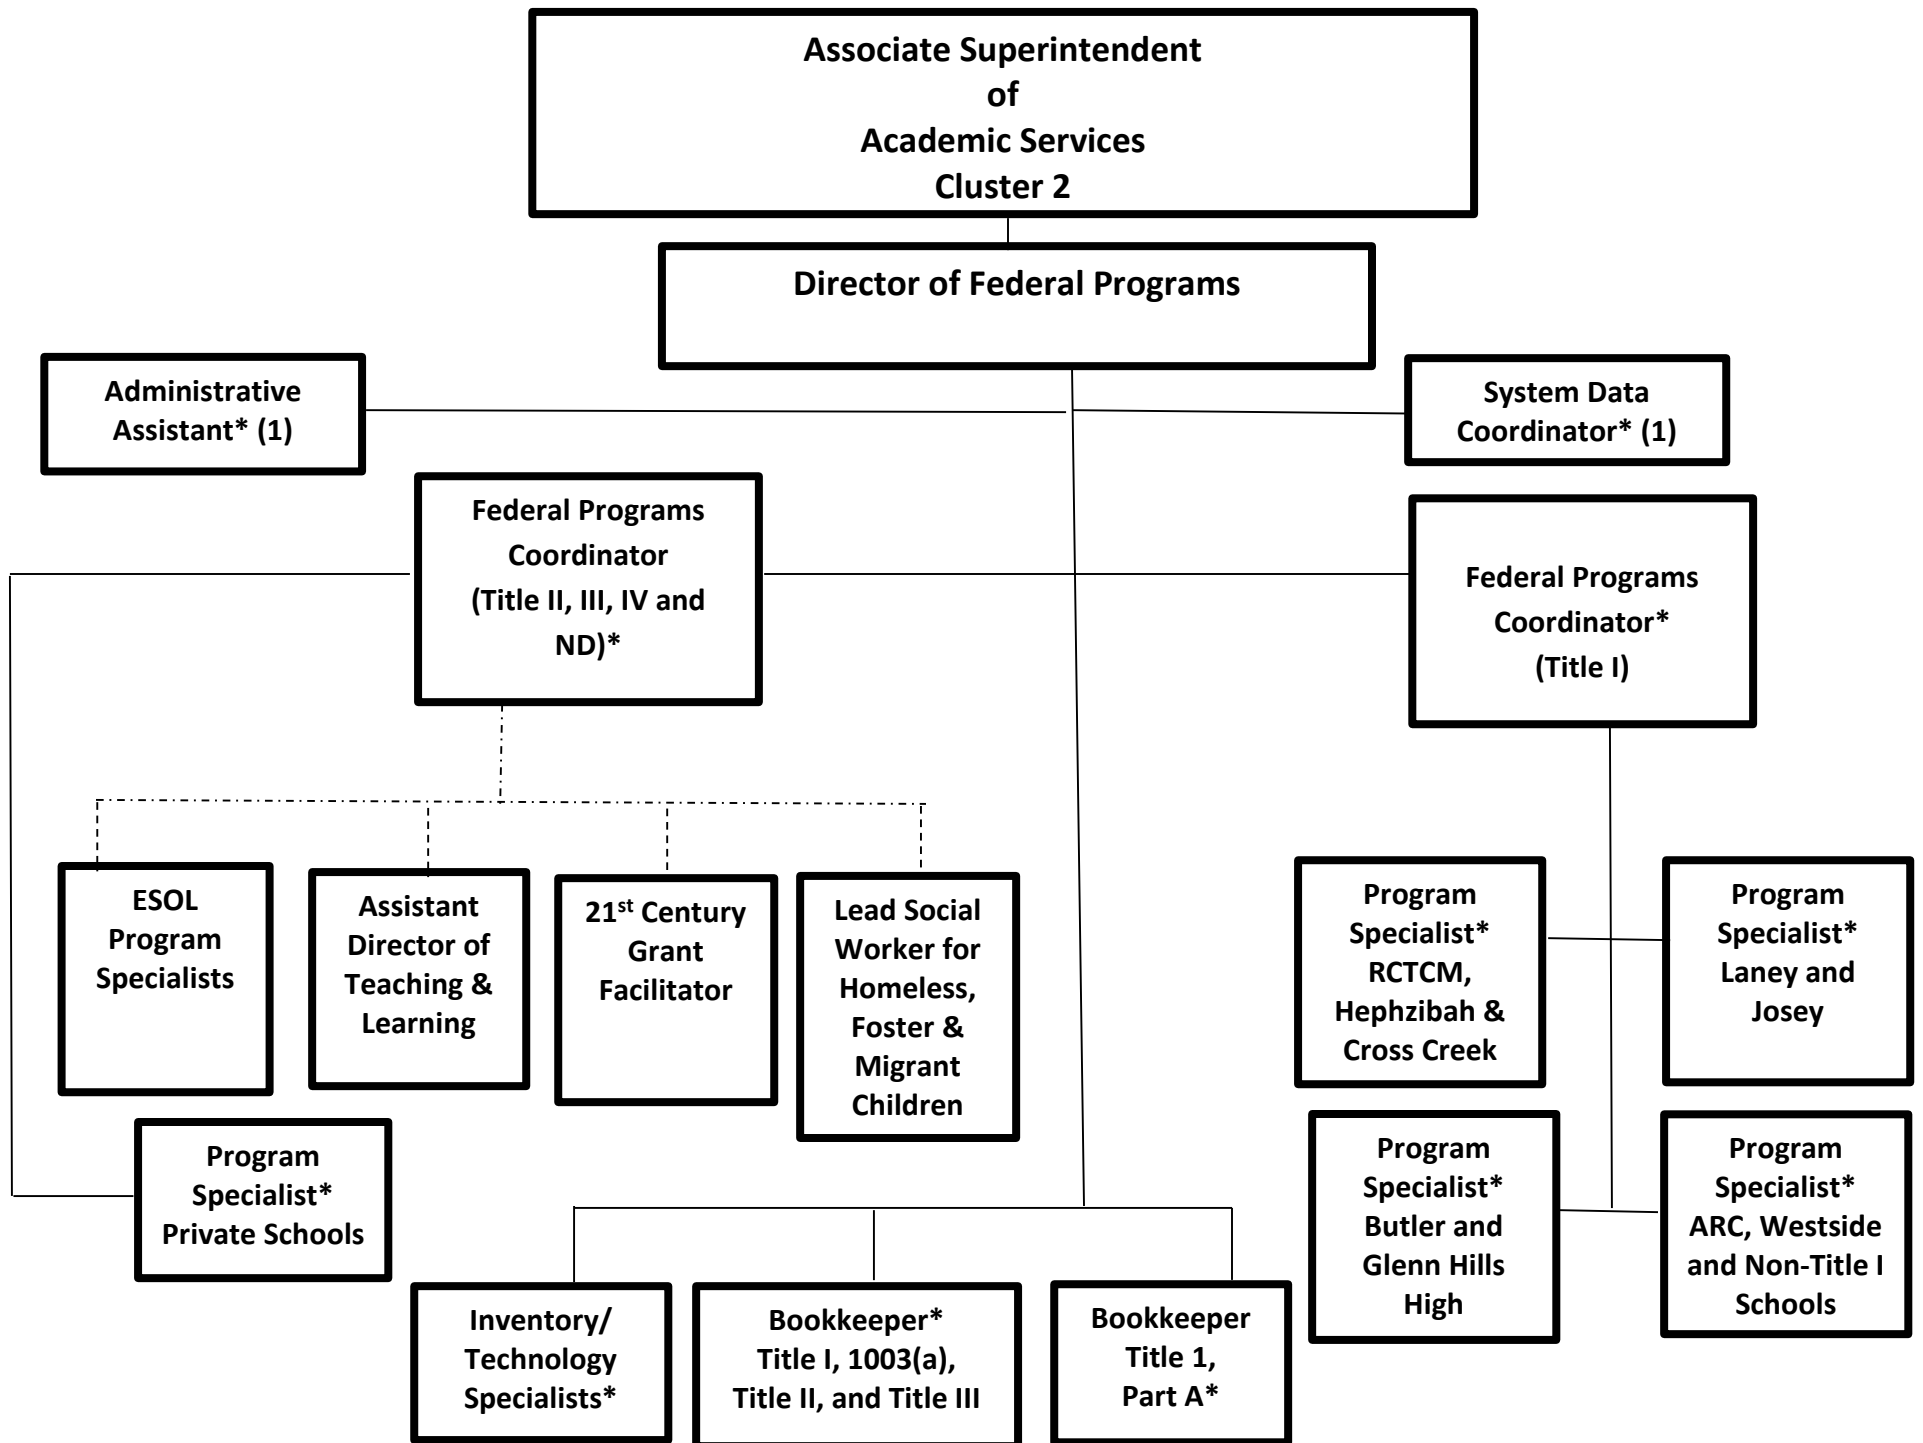 Associate Superintendent
of
Academic Services
Cluster 2
Director of Federal Programs
Administrative
Assistant* (1)
System Data
Coordinator* (1)
Federal Programs
Coordinator
(Title II, III, IV and
ND)*
Federal Programs
Coordinator*
(Title I)
ESOL
Program
Specialists
Assistant
Director of
Teaching &
Learning
21st Century
Grant
Facilitator
Lead Social
Worker for
Homeless,
Foster &
Migrant
Children
Program
Specialist*
RCTCM,
Hephzibah &
Cross Creek
Program
Specialist*
Laney and
Josey
Program
Specialist*
Private Schools
Program
Specialist*
Butler and
Glenn Hills
High
Program
Specialist*
ARC, Westside
and Non-Title I
Schools
Inventory/
Technology
Specialists*
Bookkeeper*
Title I, 1003(a),
Title II, and Title III
Bookkeeper
Title 1,
Part A*